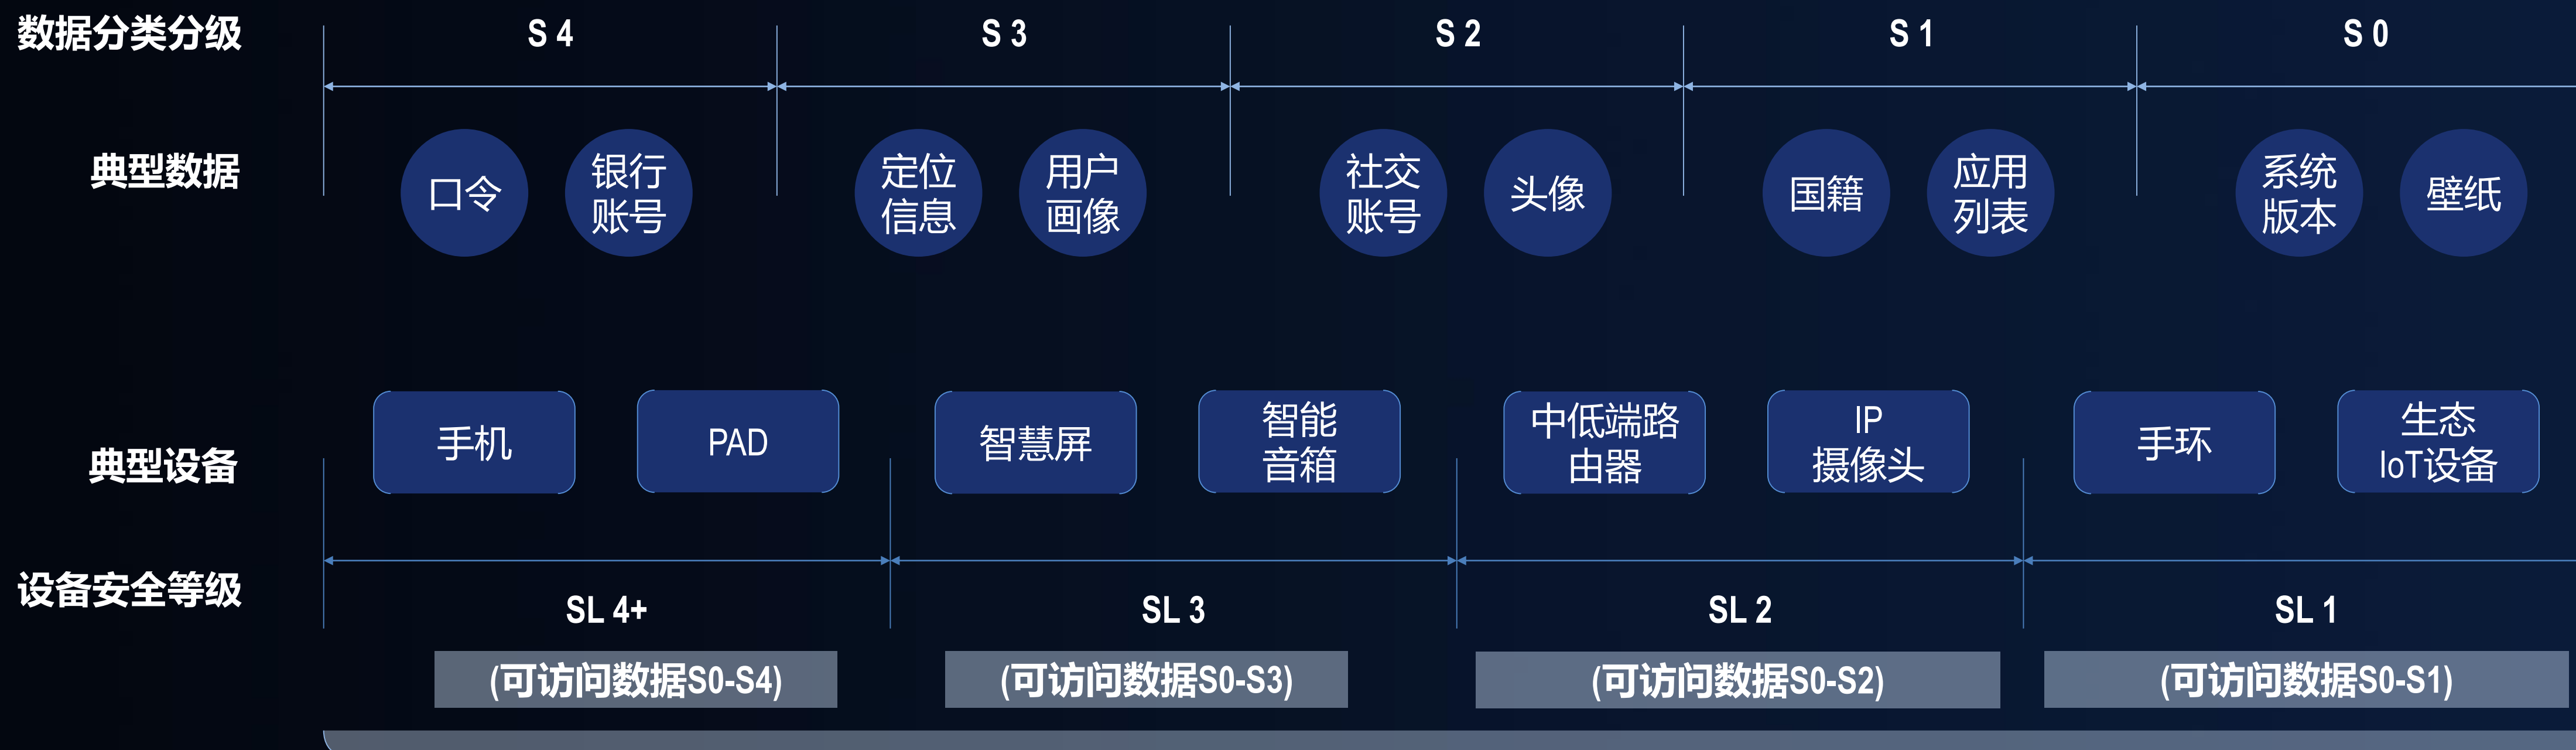 数据分类分级
S 4
S 3
S 2
S 1
S 0
典型数据
口令
银行
账号
定位
信息
用户
画像
社交
账号
头像
国籍
应用
列表
系统
版本
壁纸
典型设备
手机
PAD
智慧屏
智能
音箱
中低端路
由器
IP
摄像头
手环
生态
IoT设备
设备安全等级
SL 4+
SL 3
SL 2
SL 1
(可访问数据S0-S4)
(可访问数据S0-S3)
(可访问数据S0-S2)
(可访问数据S0-S1)